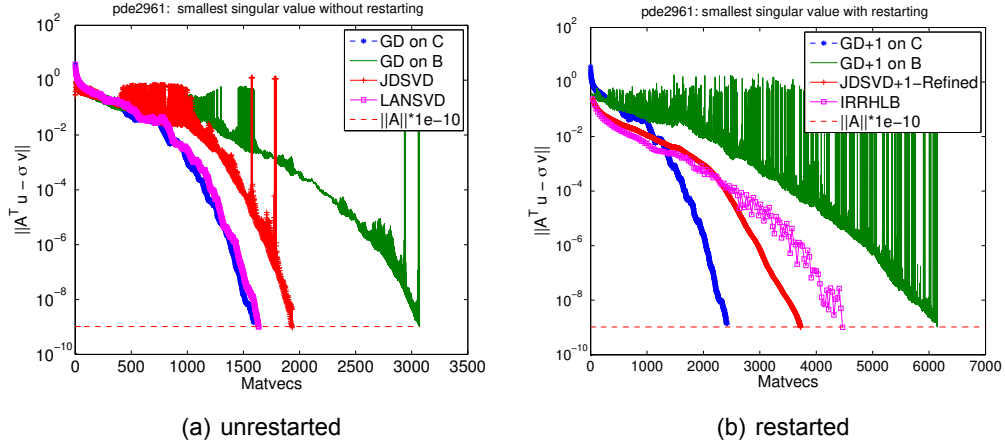 pde2961: smallest singular value without restarting
10^2
10^0
10^-2
10^-4
10^-6
10^-8
10^-10
||A^T u – σ v||
GD on C
GD on B
JDSVD
LANSVD
||A||*1e–10
0 500 1000 1500 2000 2500 3000 3500
Matvecs
(a) unrestarted
pde2961: smallest singular value with restarting
10^2
10^0
10^-2
10^-4
10^-6
10^-8
10^-10
||A^T u – σ v||
GD+1 on C
GD+1 on B
JDSVD+1–Refined
IRRHLB
||A||*1e–10
0 1000 2000 3000 4000 5000 6000 7000
Matvecs
(b) restarted